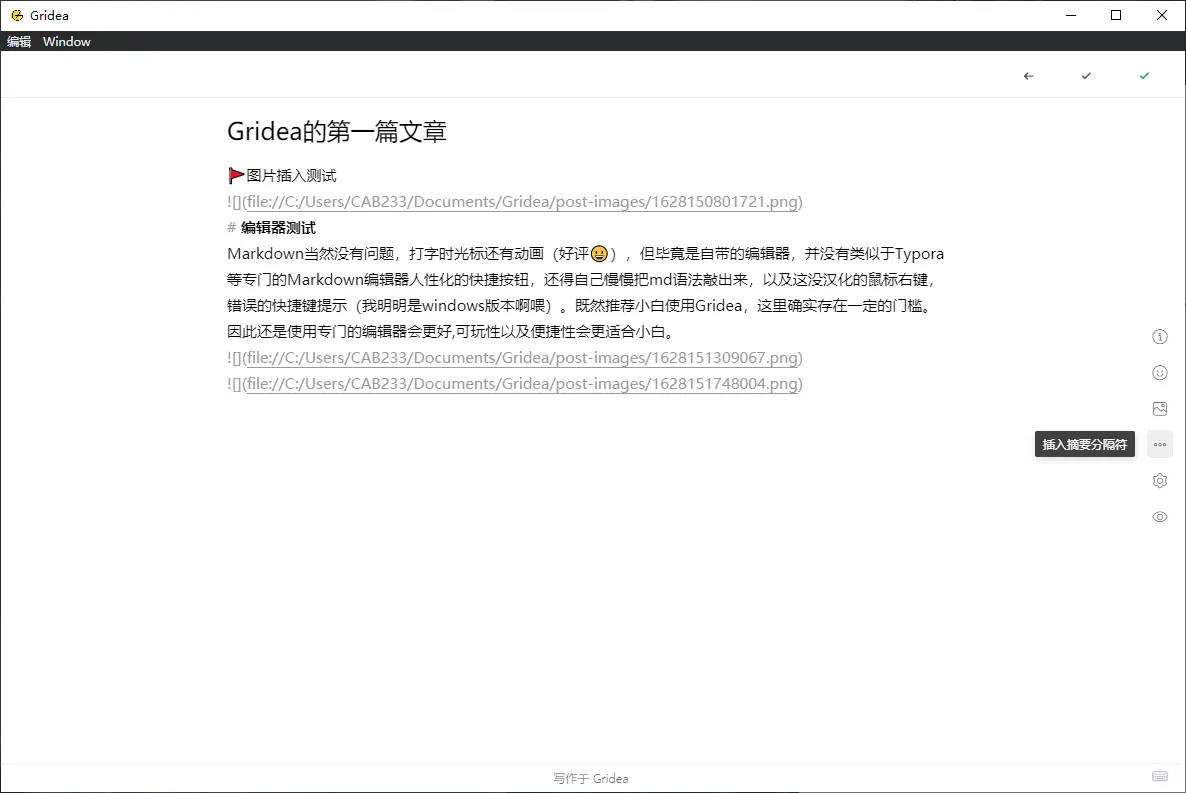 Gridea
编辑 Window
Gridea的第一篇文章
🚩图片插入测试
![](file://C:/Users/CAB233/Documents/Gridea/post-images/1628150801721.png)
# 编辑器测试
Markdown当然没有问题，打字时光标还有动画（好评😀），但毕竟是自带的编辑器，并没有类似于Typora
等专门的Markdown编辑器人性化的快捷按钮，还得自己慢慢把md语法敲出来，以及这没汉化的鼠标右键，
错误的快捷键提示（我明明是windows版本啊喂）。既然推荐小白使用Gridea，这里确实存在一定的门槛。
因此还是使用专门的编辑器会更好,可玩性以及便捷性会更适合小白。
![](file://C:/Users/CAB233/Documents/Gridea/post-images/1628151309067.png)
![](file://C:/Users/CAB233/Documents/Gridea/post-images/1628151748004.png)
插入摘要分隔符
写作于 Gridea